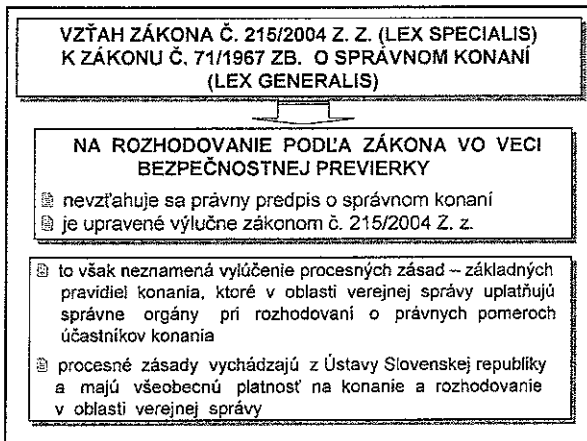 VZŤAH ZÁKONA Č. 215/2004 Z. Z. (LEX SPECIALIS)
K ZÁKONU Č. 71/1967 ZB. O SPRÁVNOM KONANÍ
(LEX GENERALIS)
NA ROZHODOVANIE PODĽA ZÁKONA VO VECI
BEZPEČNOSTNEJ PREVIERKY
nevzťahuje sa právny predpis o správnom konaní
je upravené výlučne zákonom č. 215/2004 Z. z.
to však neznamená vylúčenie procesných zásad – základných
pravidiel konania, ktoré v oblasti verejnej správy uplatňujú
správne orgány pri rozhodovaní o právnych pomeroch
účastníkov konania
procesné zásady vychádzajú z Ústavy Slovenskej republiky
a majú všeobecnú platnosť na konanie a rozhodovanie
v oblasti verejnej správy